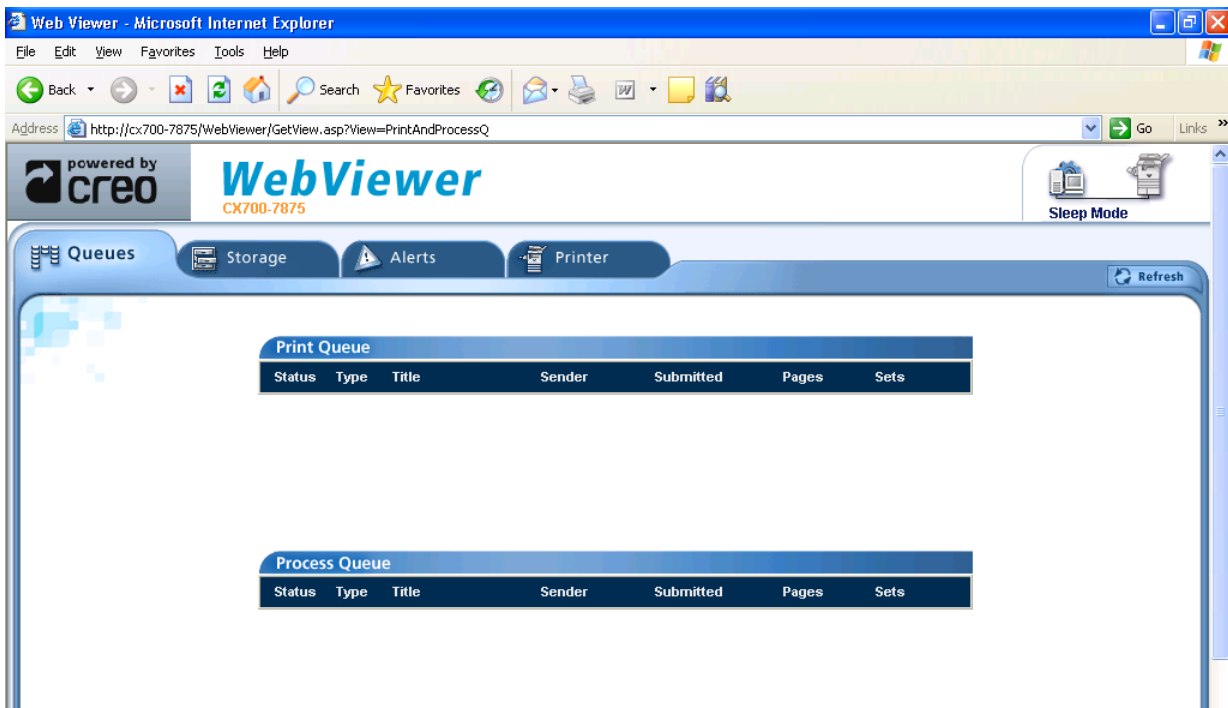 Web Viewer - Microsoft Internet Explorer
File Edit View Favorites Tools Help
Back Search Favorites W
Address http://cx700-7875/WebViewer/GetView.asp?View=PrintAndProcessQ Go Links »
powered by
creo
WebViewer
CX700-7875
Sleep Mode
Queues Storage Alerts Printer
Refresh
Print Queue
Status Type Title Sender Submitted Pages Sets
Process Queue
Status Type Title Sender Submitted Pages Sets